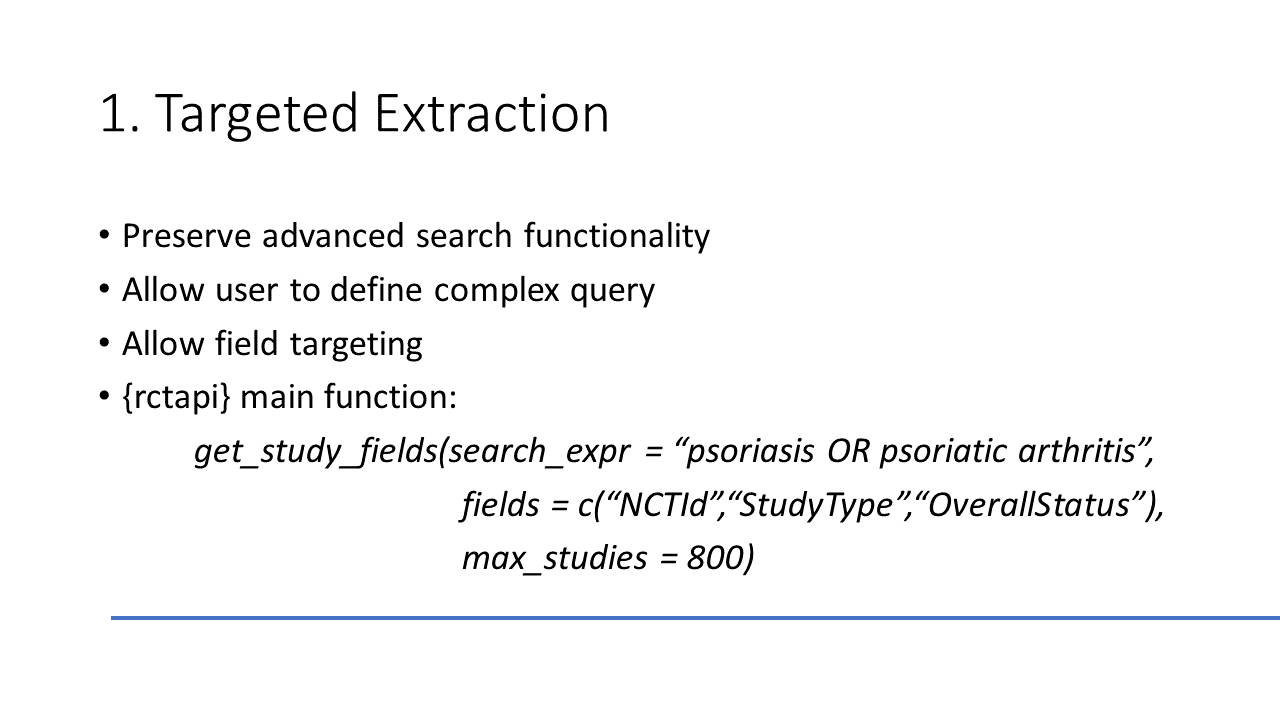 1. Targeted Extraction
• Preserve advanced search functionality
• Allow user to define complex query
• Allow field targeting
• {rctapi} main function:
get_study_fields(search_expr = “psoriasis OR psoriatic arthritis”,
fields = c(“NCTId”,“StudyType”,“OverallStatus”),
max_studies = 800)